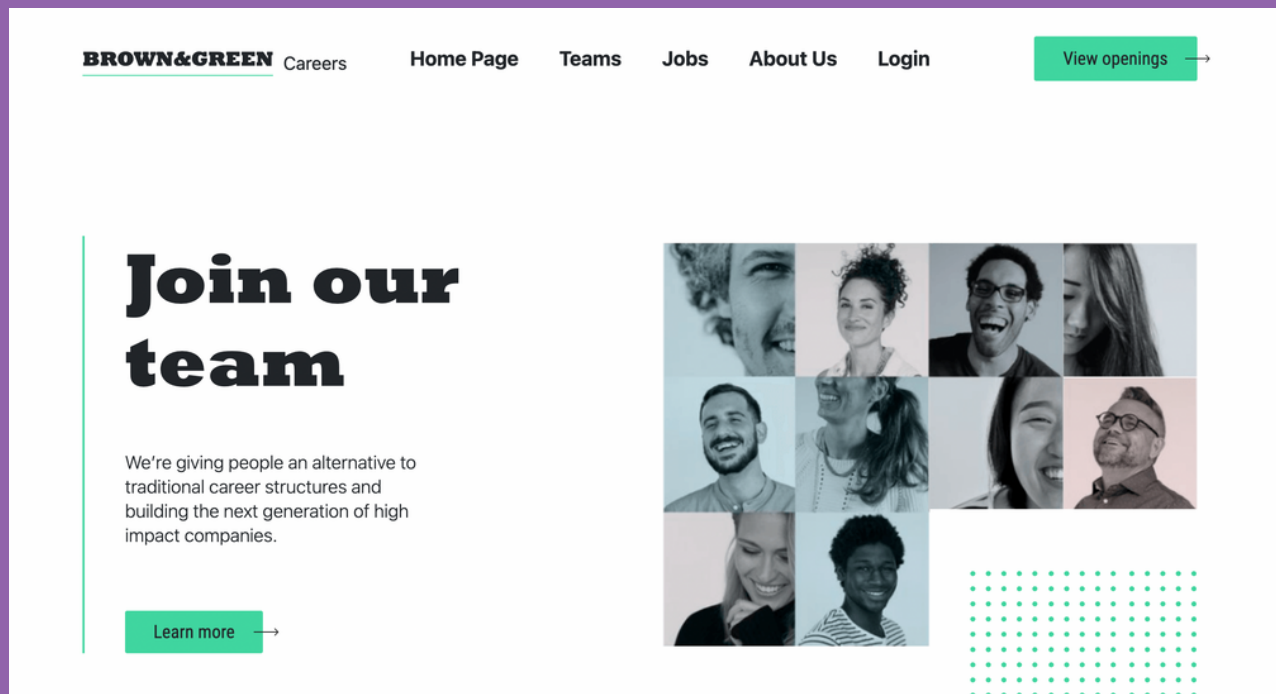 BROWN&GREEN Careers Home Page Teams Jobs About Us Login View openings
Join our
team
We’re giving people an alternative to
traditional career structures and
building the next generation of high
impact companies.
Learn more